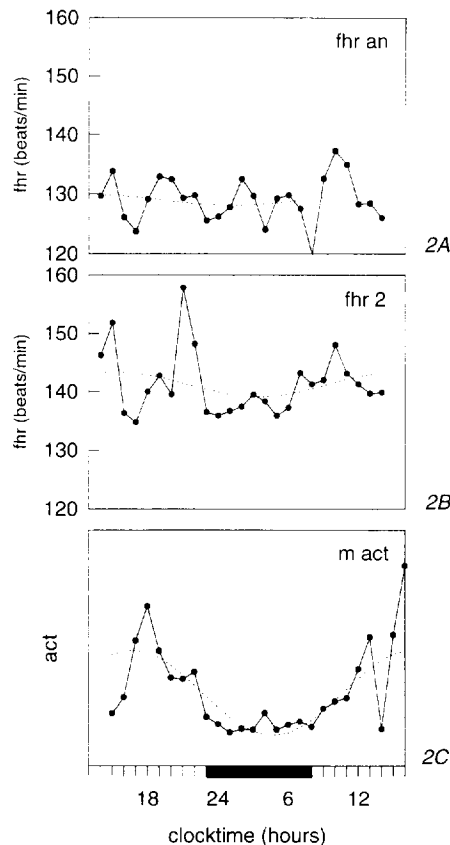 160
fhr an
150
fhr (beats/min)
140
130
120
2A
160
fhr 2
150
fhr (beats/min)
140
130
120
2B
m act
act
2C
18 24 6 12
clocktime (hours)